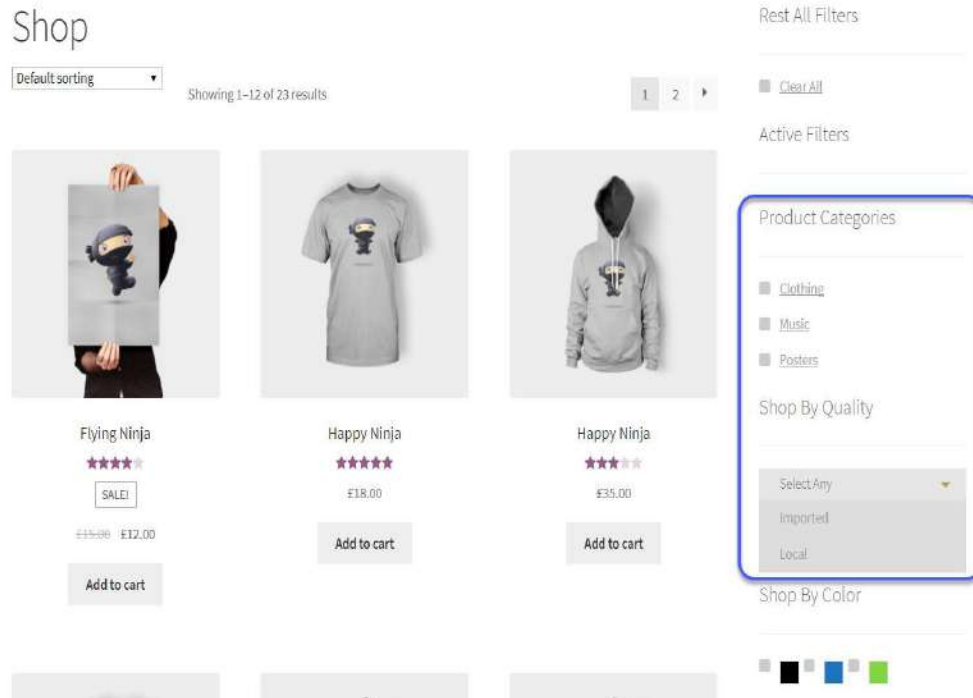 Shop
Default sorting
Showing 1–12 of 23 results
1 2
Flying Ninja
SALE!
£15.00 £12.00
Add to cart
Happy Ninja
£18.00
Add to cart
Happy Ninja
£35.00
Add to cart
Rest All Filters
Clear All
Active Filters
Product Categories
Clothing
Music
Posters
Shop By Quality
Select Any
Imported
Local
Shop By Color